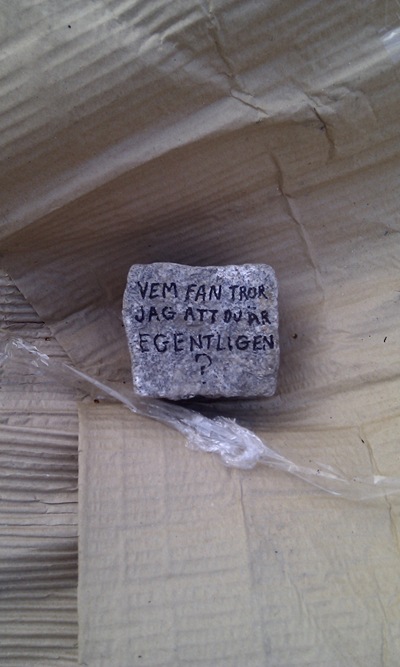 VEM FAN TROR
JAG ATT DU ÄR
EGENTLIGEN
?